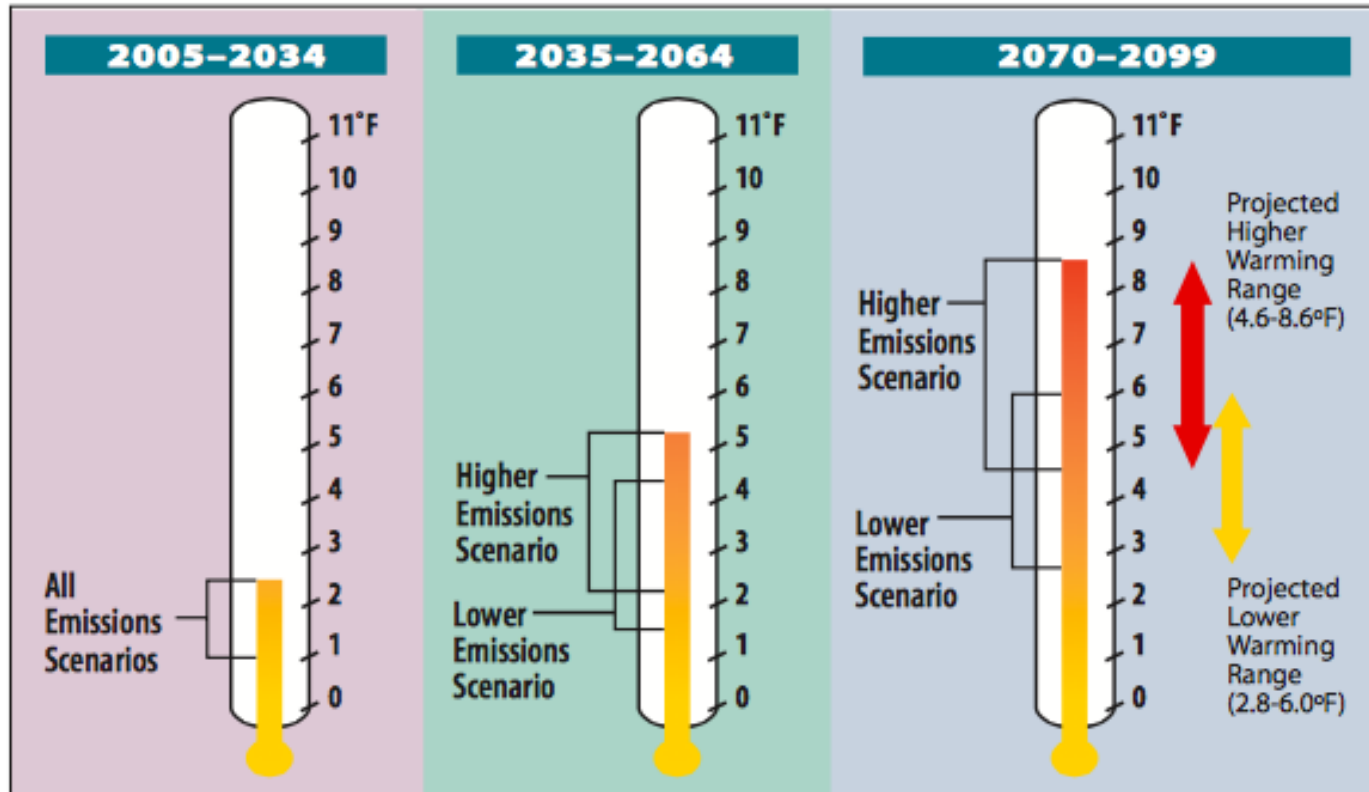 2005–2034
11˚F
10
9
8
7
6
5
4
3
2
1
0
All
Emissions
Scenarios
2035–2064
11˚F
10
9
8
7
6
5
4
3
2
1
0
Higher
Emissions
Scenario
Lower
Emissions
Scenario
2070–2099
11˚F
10
9
8
7
6
5
4
3
2
1
0
Higher
Emissions
Scenario
Lower
Emissions
Scenario
Projected
Higher
Warming
Range
(4.6-8.6ºF)
Projected
Lower
Warming
Range
(2.8-6.0ºF)